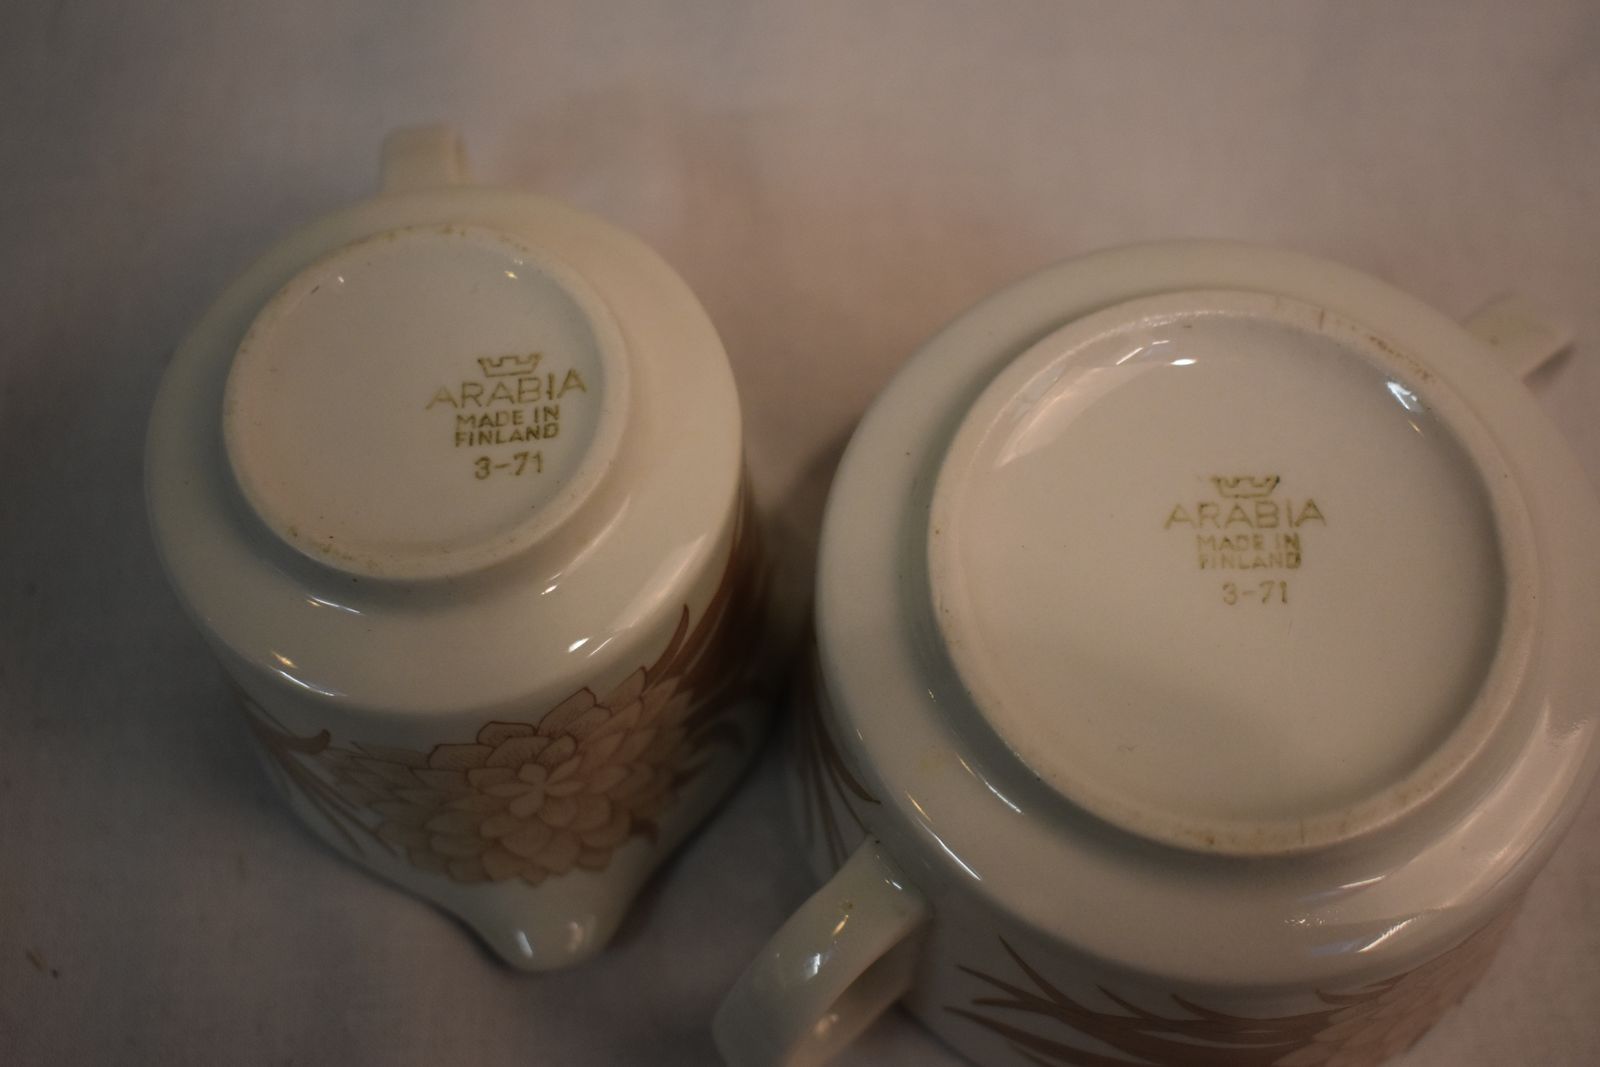 ARABIA
MADE IN
FINLAND
3-71
ARABIA
MADE IN
FINLAND
3-71